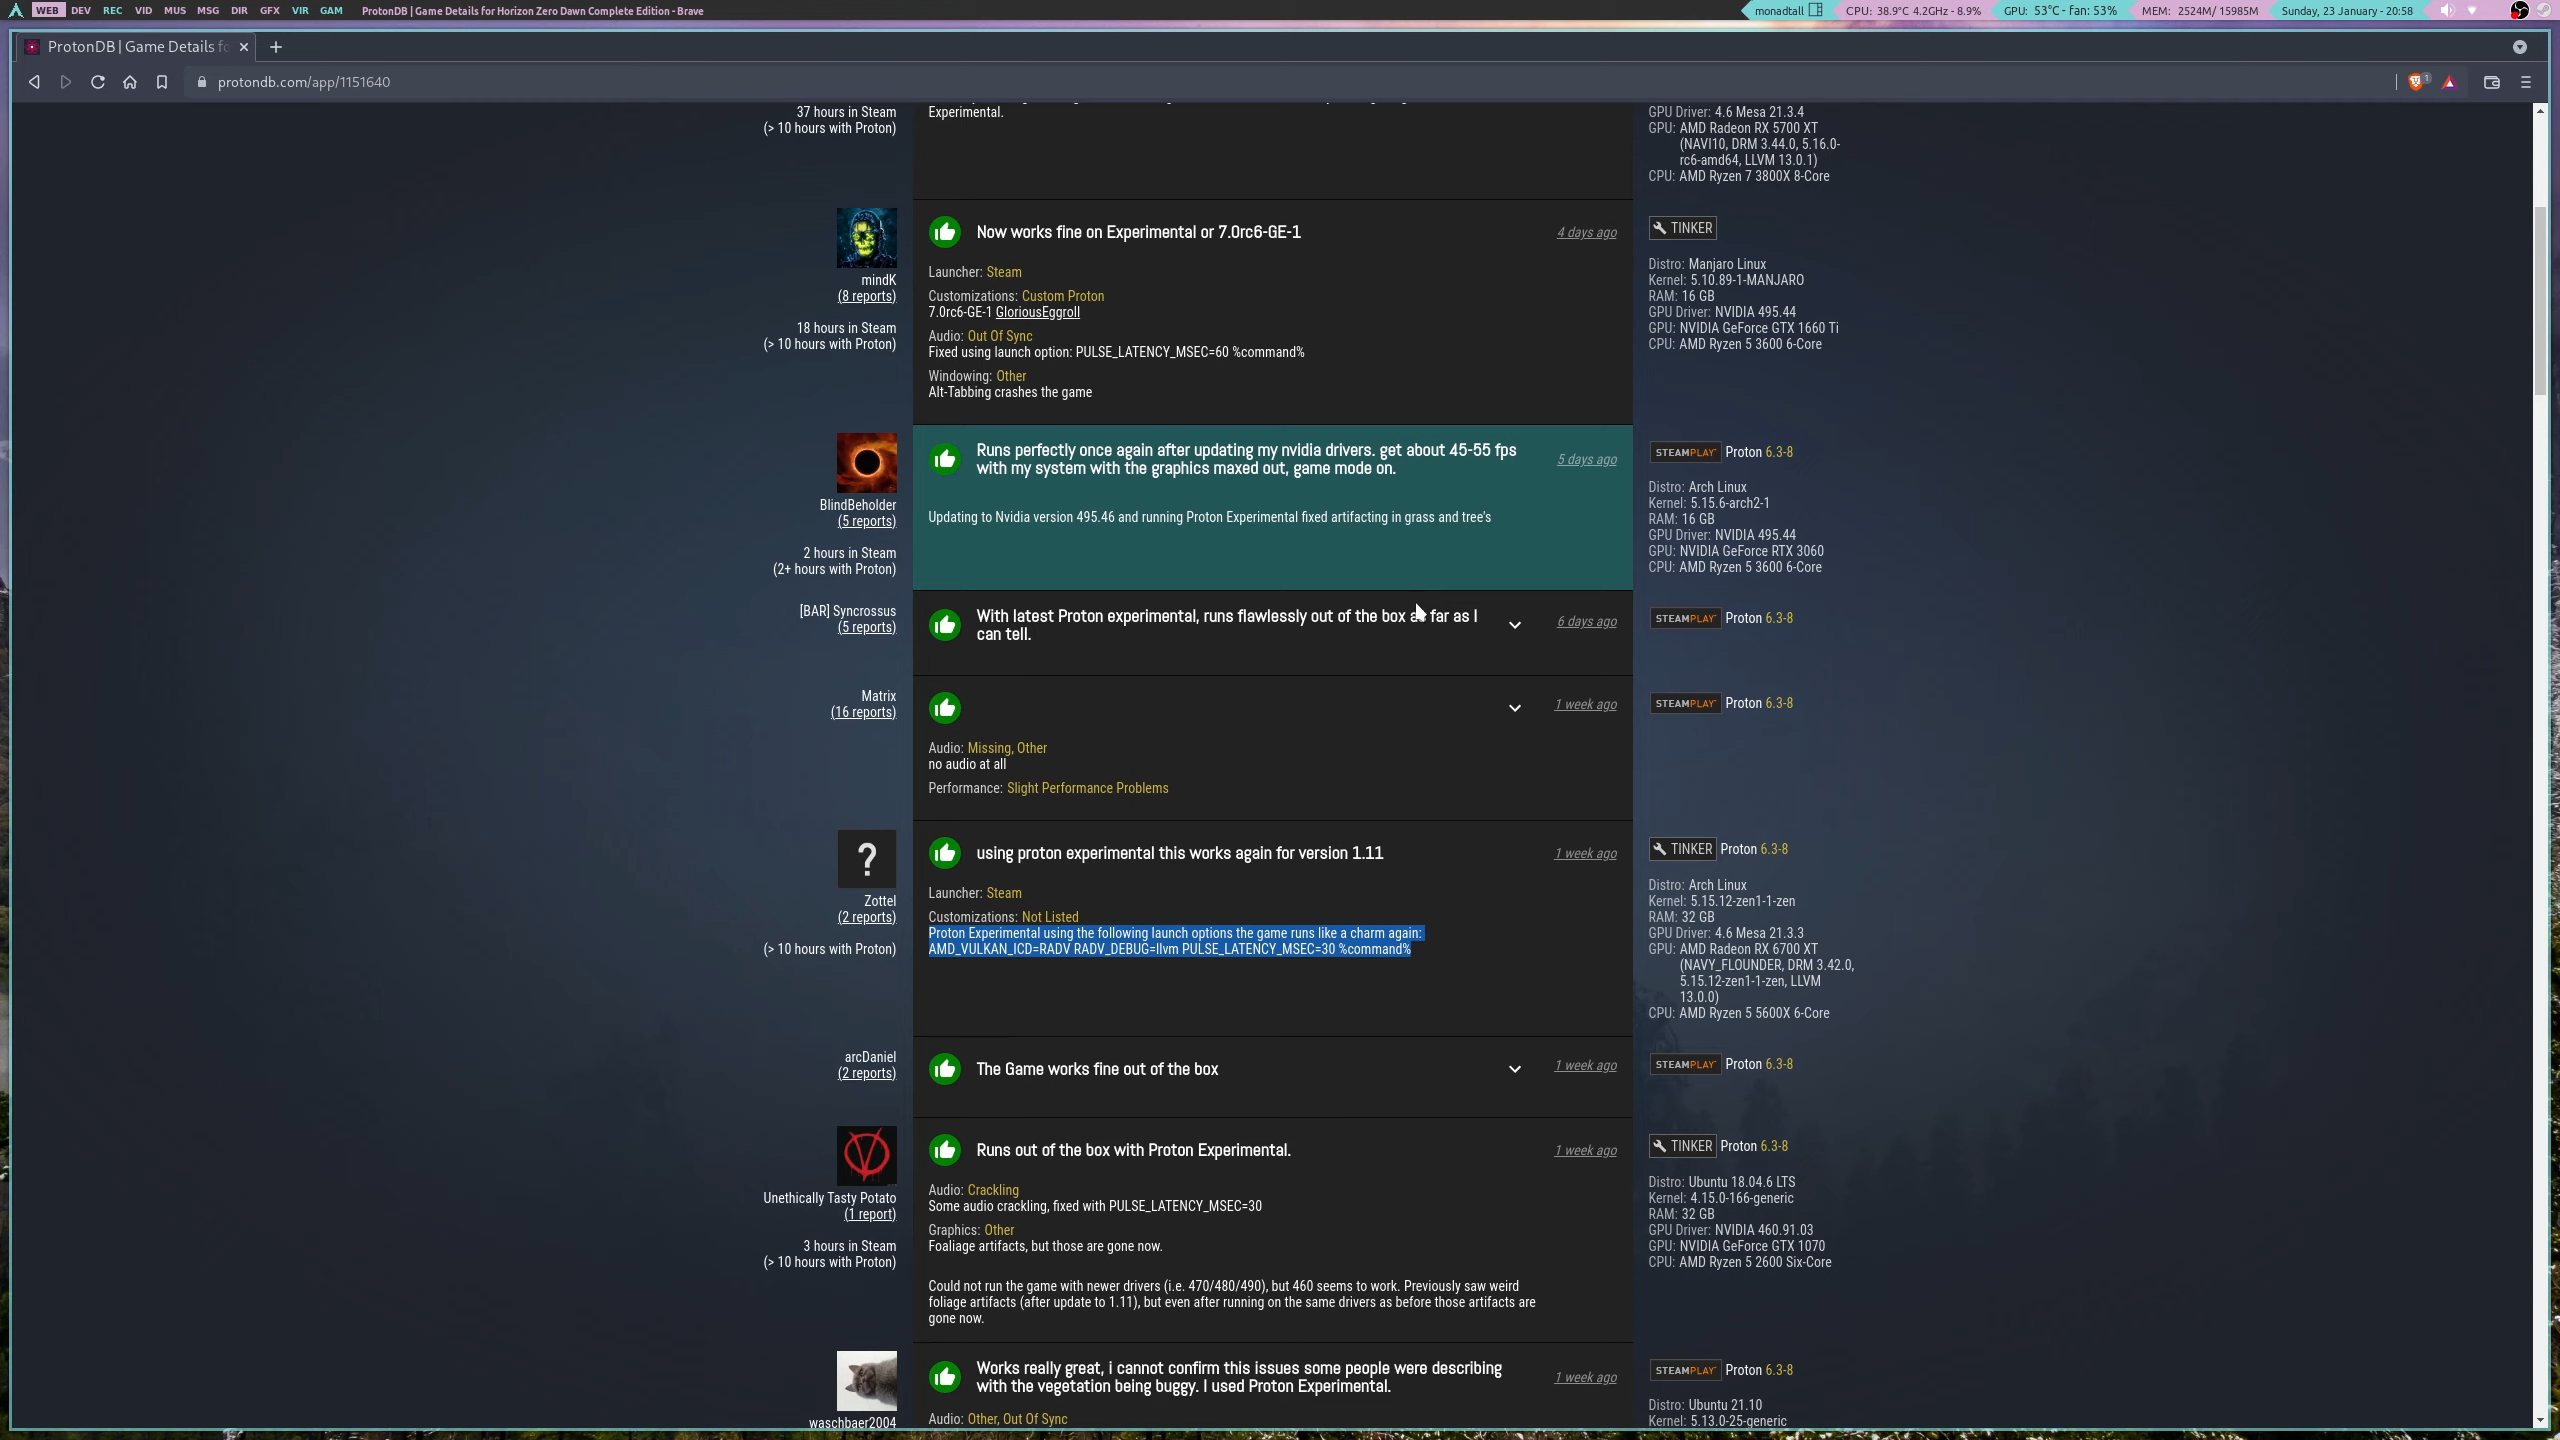 WEB DEV REC VID MUS MSG DIR GFX VIR GAM ProtonDB | Game Details for Horizon Zero Dawn Complete Edition - Brave
monadtall CPU: 38.9°C 4.2GHz - 8.9% GPU: 53°C - fan: 53% MEM: 2524M/ 15985M Sunday, 23 January - 20:58
ProtonDB | Game Details fo
protondb.com/app/1151640
1
37 hours in Steam
(> 10 hours with Proton)
Experimental.
GPU Driver: 4.6 Mesa 21.3.4
GPU: AMD Radeon RX 5700 XT
(NAVI10, DRM 3.44.0, 5.16.0-
rc6-amd64, LLVM 13.0.1)
CPU: AMD Ryzen 7 3800X 8-Core
mindK
(8 reports)
18 hours in Steam
(> 10 hours with Proton)
Now works fine on Experimental or 7.0rc6-GE-1
4 days ago
Launcher: Steam
Customizations: Custom Proton
7.0rc6-GE-1 GloriousEggroll
Audio: Out Of Sync
Fixed using launch option: PULSE_LATENCY_MSEC=60 %command%
Windowing: Other
Alt-Tabbing crashes the game
TINKER
Distro: Manjaro Linux
Kernel: 5.10.89-1-MANJARO
RAM: 16 GB
GPU Driver: NVIDIA 495.44
GPU: NVIDIA GeForce GTX 1660 Ti
CPU: AMD Ryzen 5 3600 6-Core
BlindBeholder
(5 reports)
2 hours in Steam
(2+ hours with Proton)
Runs perfectly once again after updating my nvidia drivers. get about 45-55 fps
with my system with the graphics maxed out, game mode on.
5 days ago
Updating to Nvidia version 495.46 and running Proton Experimental fixed artifacting in grass and tree's
STEAMPLAY Proton 6.3-8
Distro: Arch Linux
Kernel: 5.15.6-arch2-1
RAM: 16 GB
GPU Driver: NVIDIA 495.44
GPU: NVIDIA GeForce RTX 3060
CPU: AMD Ryzen 5 3600 6-Core
[BAR] Syncrossus
(5 reports)
With latest Proton experimental, runs flawlessly out of the box as far as I
can tell.
6 days ago
STEAMPLAY Proton 6.3-8
Matrix
(16 reports)
1 week ago
Audio: Missing, Other
no audio at all
Performance: Slight Performance Problems
STEAMPLAY Proton 6.3-8
?
Zottel
(2 reports)
(> 10 hours with Proton)
using proton experimental this works again for version 1.11
1 week ago
Launcher: Steam
Customizations: Not Listed
Proton Experimental using the following launch options the game runs like a charm again:
AMD_VULKAN_ICD=RADV RADV_DEBUG=llvm PULSE_LATENCY_MSEC=30 %command%
TINKER Proton 6.3-8
Distro: Arch Linux
Kernel: 5.15.12-zen1-1-zen
RAM: 32 GB
GPU Driver: 4.6 Mesa 21.3.3
GPU: AMD Radeon RX 6700 XT
(NAVY_FLOUNDER, DRM 3.42.0,
5.15.12-zen1-1-zen, LLVM
13.0.0)
CPU: AMD Ryzen 5 5600X 6-Core
arcDaniel
(2 reports)
The Game works fine out of the box
1 week ago
STEAMPLAY Proton 6.3-8
Unethically Tasty Potato
(1 report)
3 hours in Steam
(> 10 hours with Proton)
Runs out of the box with Proton Experimental.
1 week ago
Audio: Crackling
Some audio crackling, fixed with PULSE_LATENCY_MSEC=30
Graphics: Other
Foaliage artifacts, but those are gone now.
Could not run the game with newer drivers (i.e. 470/480/490), but 460 seems to work. Previously saw weird
foliage artifacts (after update to 1.11), but even after running on the same drivers as before those artifacts are
gone now.
TINKER Proton 6.3-8
Distro: Ubuntu 18.04.6 LTS
Kernel: 4.15.0-166-generic
RAM: 32 GB
GPU Driver: NVIDIA 460.91.03
GPU: NVIDIA GeForce GTX 1070
CPU: AMD Ryzen 5 2600 Six-Core
waschbaer2004
Works really great, i cannot confirm this issues some people were describing
with the vegetation being buggy. I used Proton Experimental.
1 week ago
Audio: Other, Out Of Sync
STEAMPLAY Proton 6.3-8
Distro: Ubuntu 21.10
Kernel: 5.13.0-25-generic